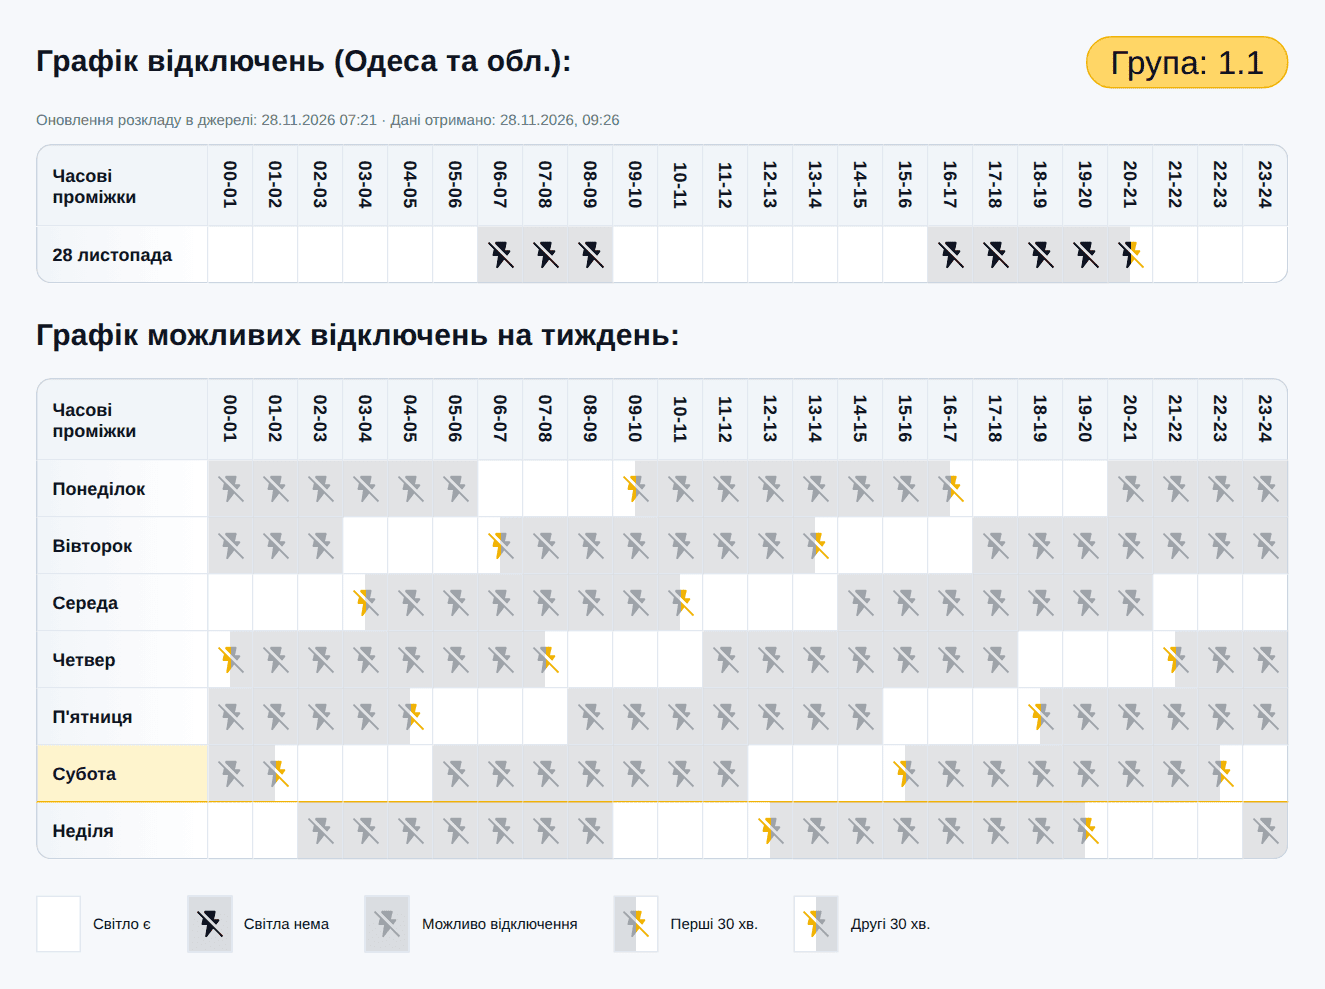 Графік відключень (Одеса та обл.):
Група: 1.1
Оновлення розкладу в джерелі: 28.11.2026 07:21 · Дані отримано: 28.11.2026, 09:26
Часові
проміжки
00-01 01-02 02-03 03-04 04-05 05-06 06-07 07-08 08-09 09-10 10-11 11-12 12-13 13-14 14-15 15-16 16-17 17-18 18-19 19-20 20-21 21-22 22-23 23-24
28 листопада
Графік можливих відключень на тиждень:
Часові
проміжки
00-01 01-02 02-03 03-04 04-05 05-06 06-07 07-08 08-09 09-10 10-11 11-12 12-13 13-14 14-15 15-16 16-17 17-18 18-19 19-20 20-21 21-22 22-23 23-24
Понеділок
Вівторок
Середа
Четвер
П'ятниця
Субота
Неділя
Світло є
Світла нема
Можливо відключення
Перші 30 хв.
Другі 30 хв.